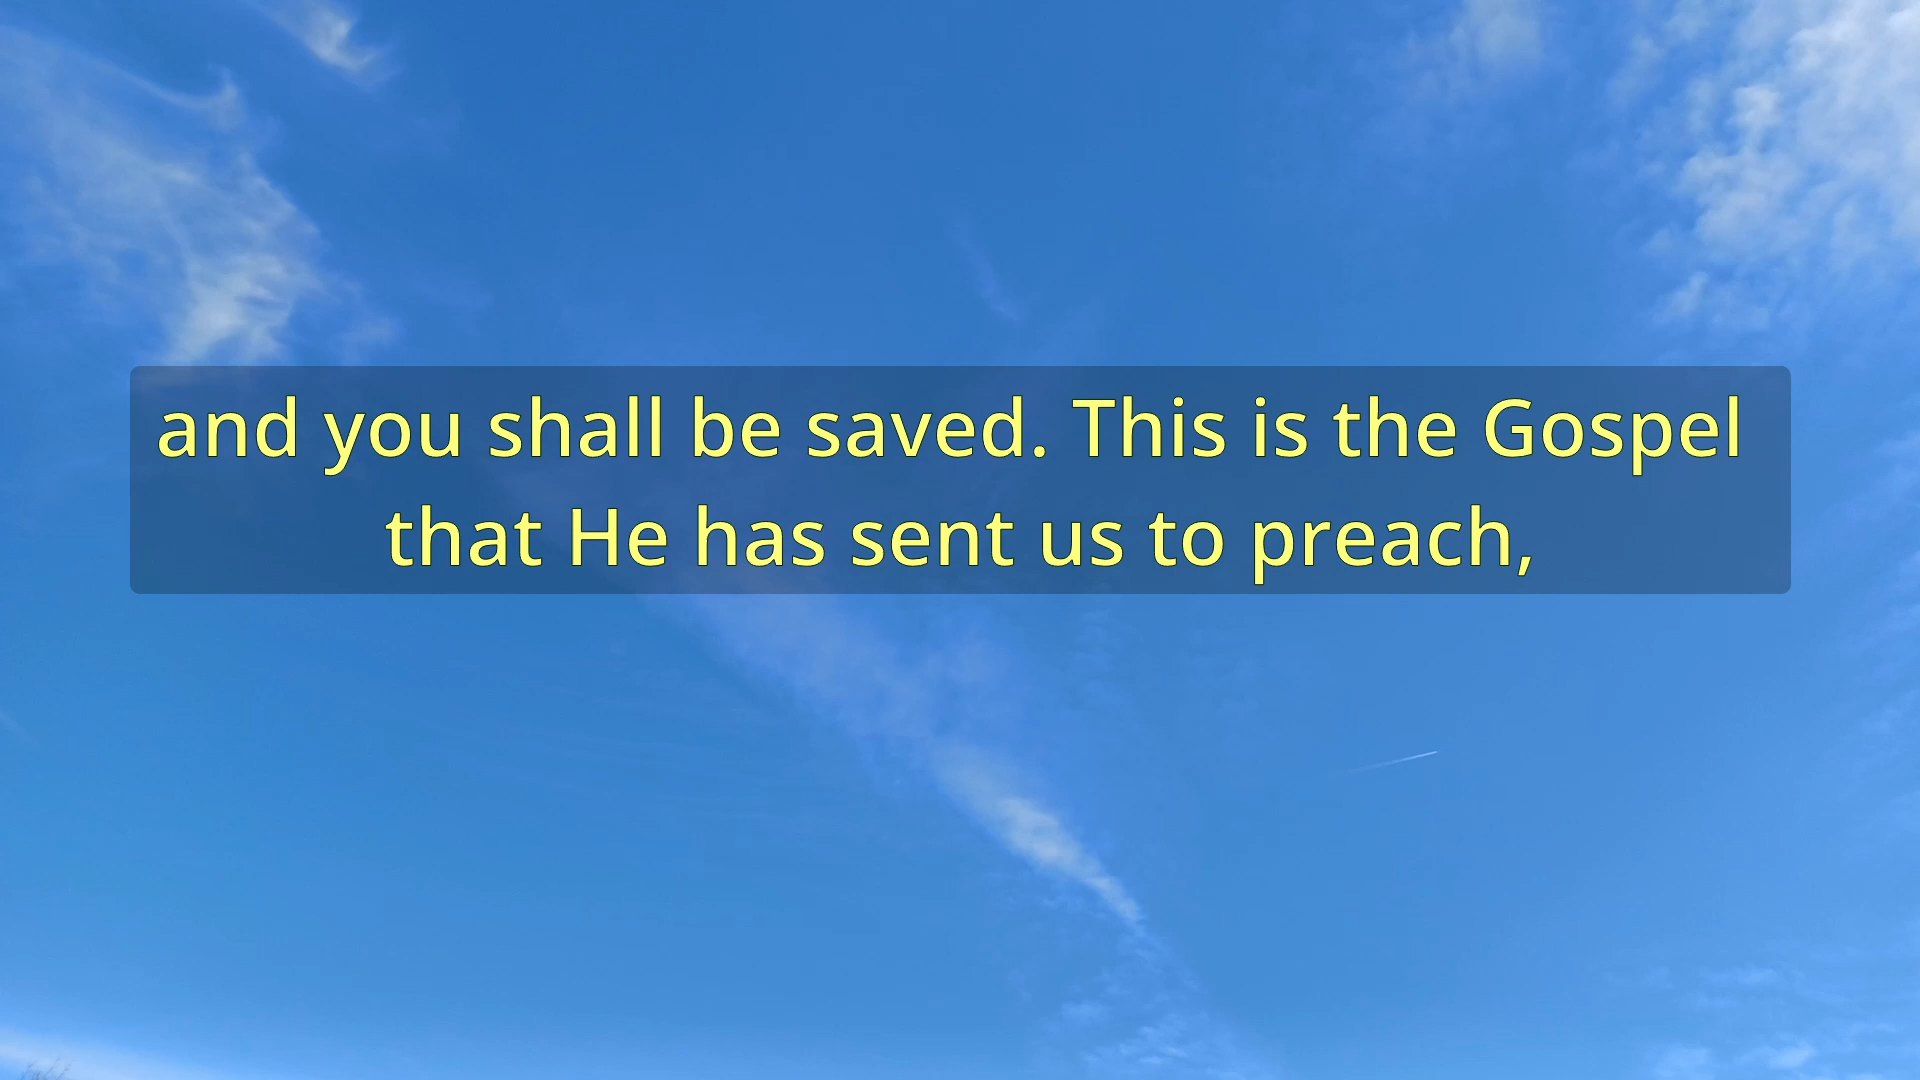 and you shall be saved. This is the Gospel
that He has sent us to preach,